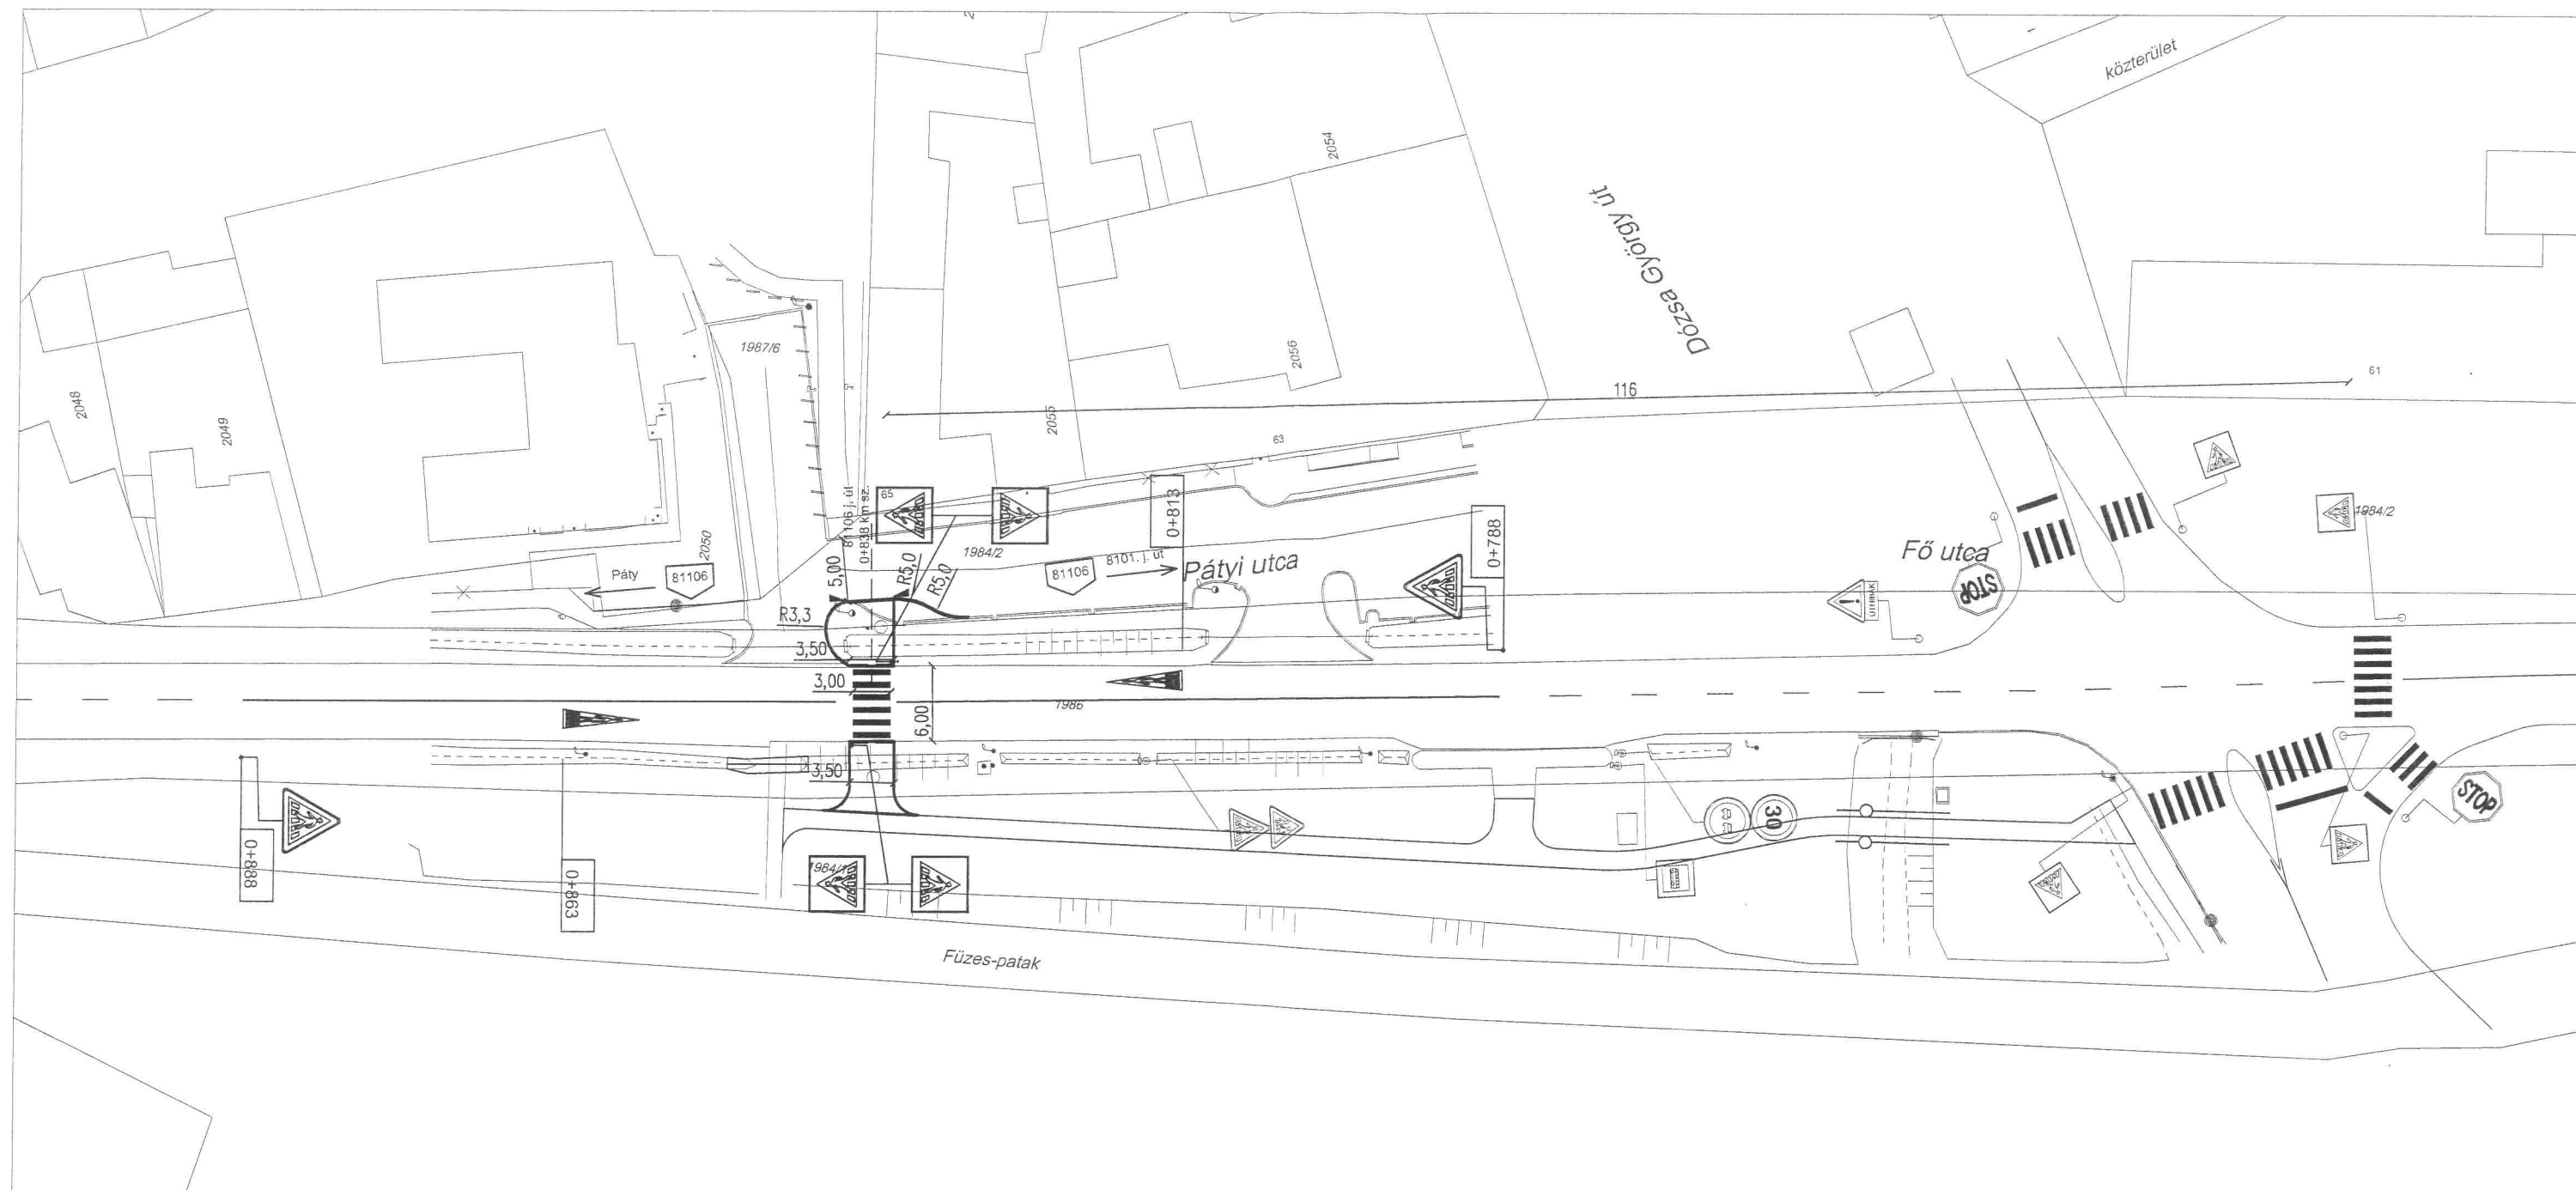 közterület
2054
Dózsa György út
1987/6
2056
116
61
2048
2049
2055
63
65
81106 j. út
0+838 km sz.
0+813
0+788
1984/2
2050
1984/2
Páty
81106
5,00
R5,0
R5,0
81106
8101. j. út
Pátyi utca
Fő utca
STOP
ÚTHIBÁK
R3,3
3,50
3,00
6,00
1986
3,50
30
STOP
0+888
0+863
1984/1
Füzes-patak